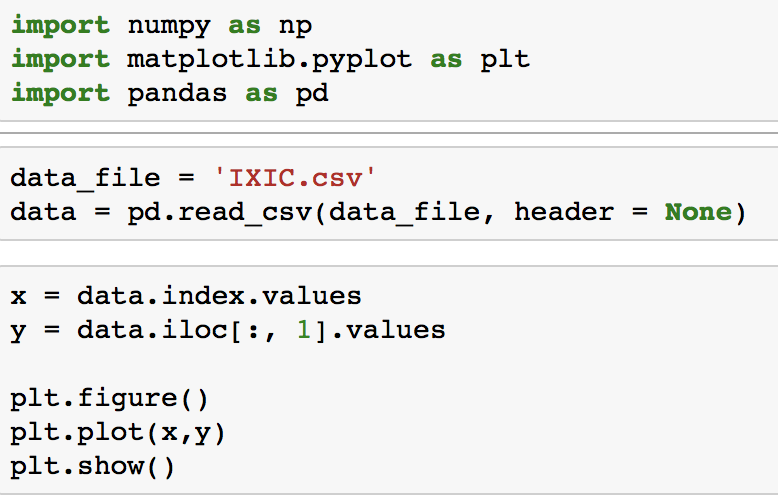 import numpy as np
import matplotlib.pyplot as plt
import pandas as pd
data_file = 'IXIC.csv'
data = pd.read_csv(data_file, header = None)
x = data.index.values
y = data.iloc[:, 1].values
plt.figure()
plt.plot(x,y)
plt.show()